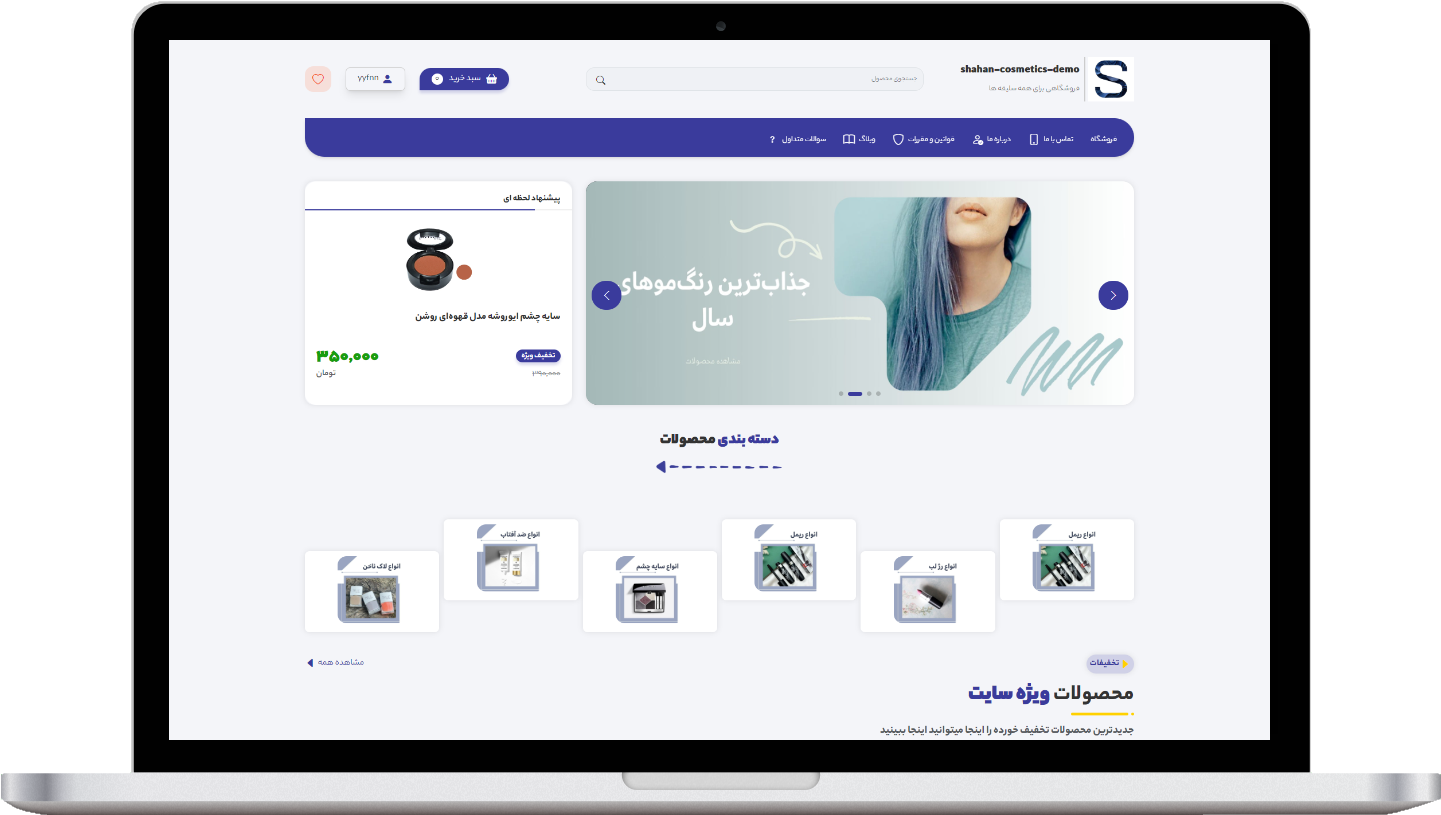 shahan-cosmetics-demo
فروشگاهی برای همه سلیقه ها
جستجوی محصول
سبد خرید ۰
yyfnn
فروشگاه
تماس با ما
درباره ما
قوانین و مقررات
وبلاگ
سوالات متداول ?
جذاب‌ترین رنگ‌موهای
سال
مشاهده محصولات
پیشنهاد لحظه ای
سایه چشم ایوروشه مدل قهوه‌ای روشن
تخفیف ویژه
۳۵۰,۰۰۰
۳۹۰,۰۰۰
تومان
دسته بندی محصولات
انواع ریمل
انواع رژ لب
انواع ریمل
انواع سایه چشم
انواع ضد آفتاب
انواع لاک ناخن
تخفیفات
مشاهده همه
محصولات ویژه سایت
جدیدترین محصولات تخفیف خورده را اینجا میتوانید اینجا ببینید